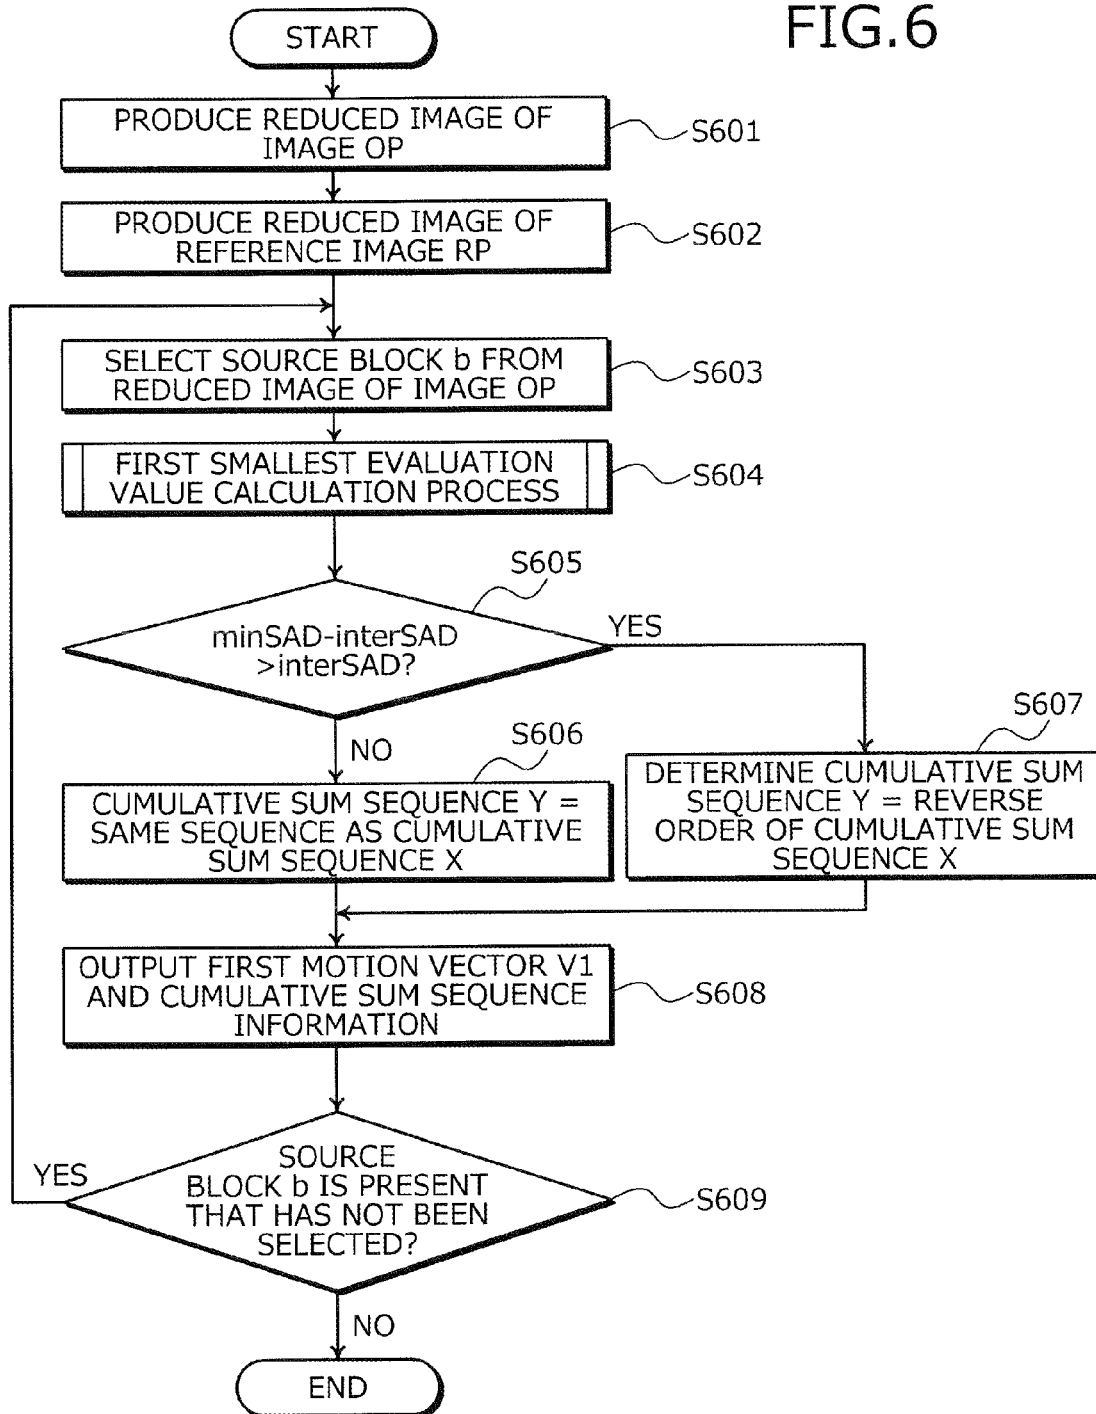 FIG.6
START
PRODUCE REDUCED IMAGE OF
IMAGE OP
S601
PRODUCE REDUCED IMAGE OF
REFERENCE IMAGE RP
S602
SELECT SOURCE BLOCK b FROM
REDUCED IMAGE OF IMAGE OP
S603
FIRST SMALLEST EVALUATION
VALUE CALCULATION PROCESS
S604
S605
minSAD-interSAD
>interSAD?
YES
NO
S606
CUMULATIVE SUM SEQUENCE Y =
SAME SEQUENCE AS CUMULATIVE
SUM SEQUENCE X
S607
DETERMINE CUMULATIVE SUM
SEQUENCE Y = REVERSE
ORDER OF CUMULATIVE SUM
SEQUENCE X
OUTPUT FIRST MOTION VECTOR V1
AND CUMULATIVE SUM SEQUENCE
INFORMATION
S608
YES
SOURCE
BLOCK b IS PRESENT
THAT HAS NOT BEEN
SELECTED?
S609
NO
END